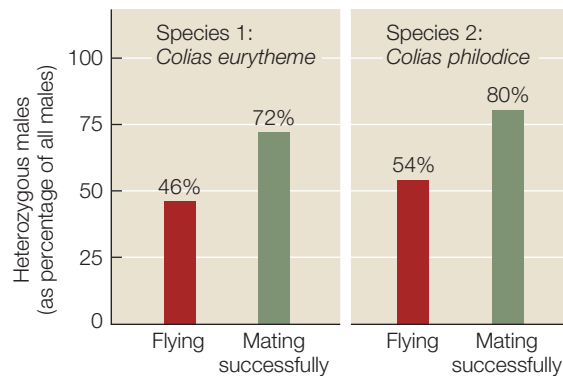 Heterozygous males
(as percentage of all males)
100
75
50
25
0
Species 1:
Colias eurytheme
46%
72%
Flying
Mating
successfully
Species 2:
Colias philodice
54%
80%
Flying
Mating
successfully